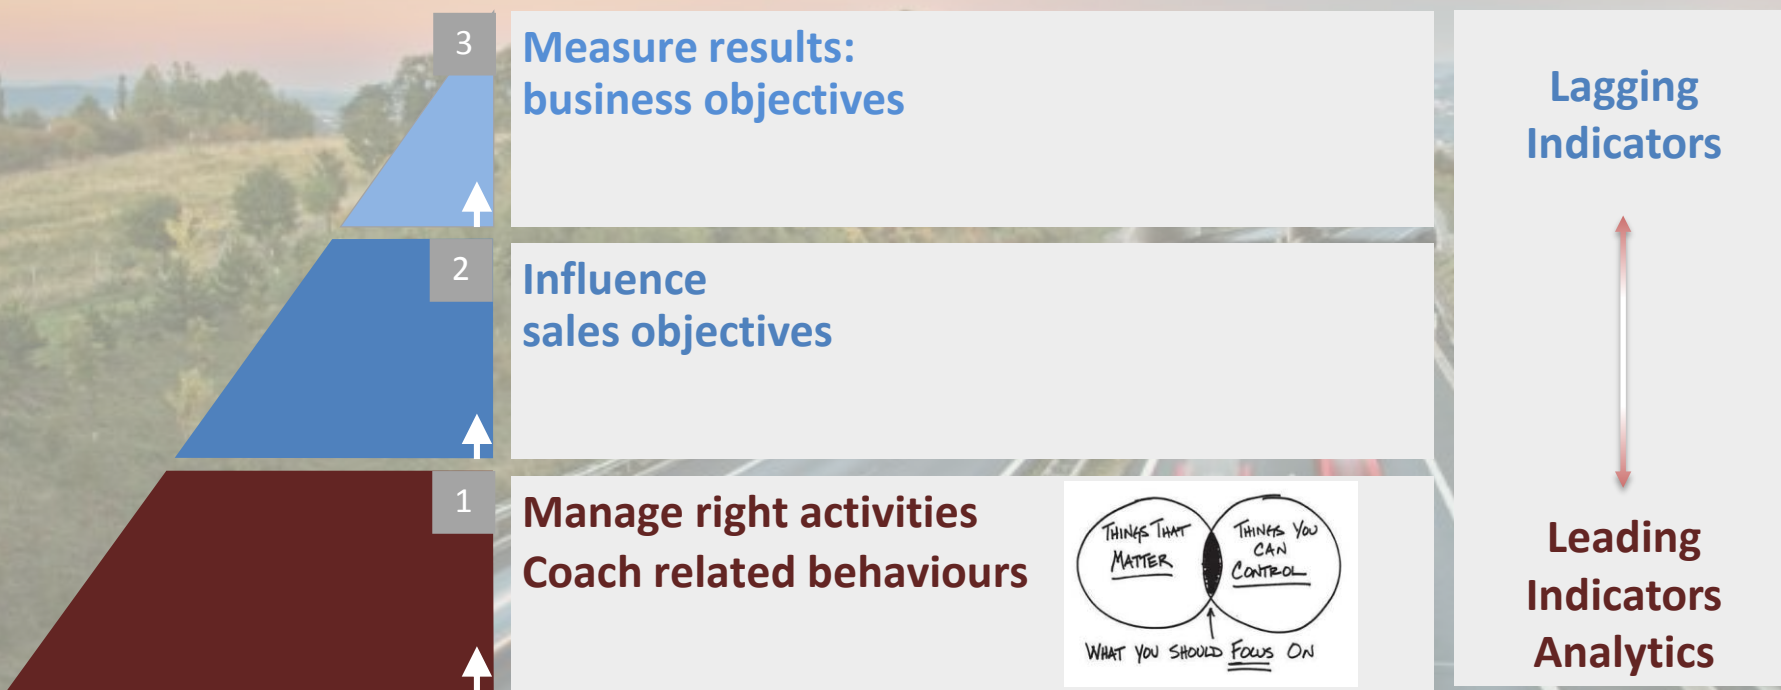 3
Measure results:
business objectives
2
Influence
sales objectives
1
Manage right activities
Coach related behaviours
THINGS THAT
MATTER
THINGS YOU
CAN
CONTROL
WHAT YOU SHOULD FOCUS ON
Lagging
Indicators
Leading
Indicators
Analytics